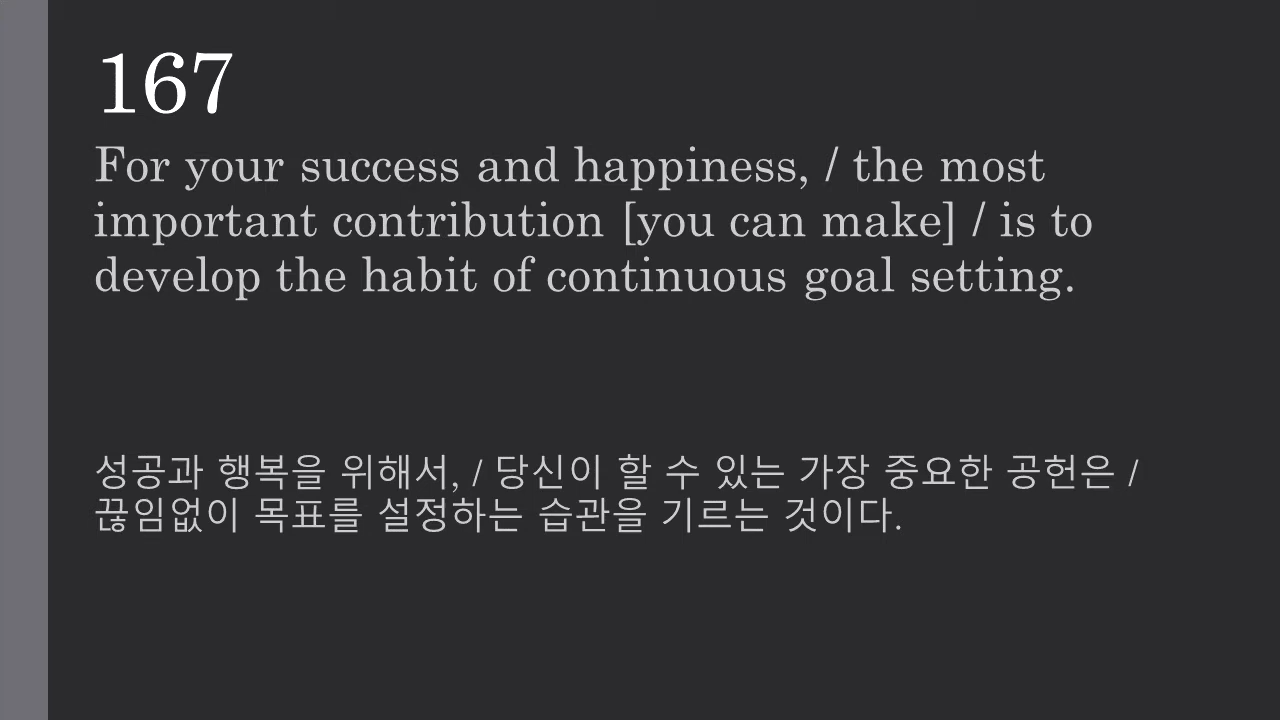 167
For your success and happiness, / the most
important contribution [you can make] / is to
develop the habit of continuous goal setting.
성공과 행복을 위해서, / 당신이 할 수 있는 가장 중요한 공헌은 /
끊임없이 목표를 설정하는 습관을 기르는 것이다.